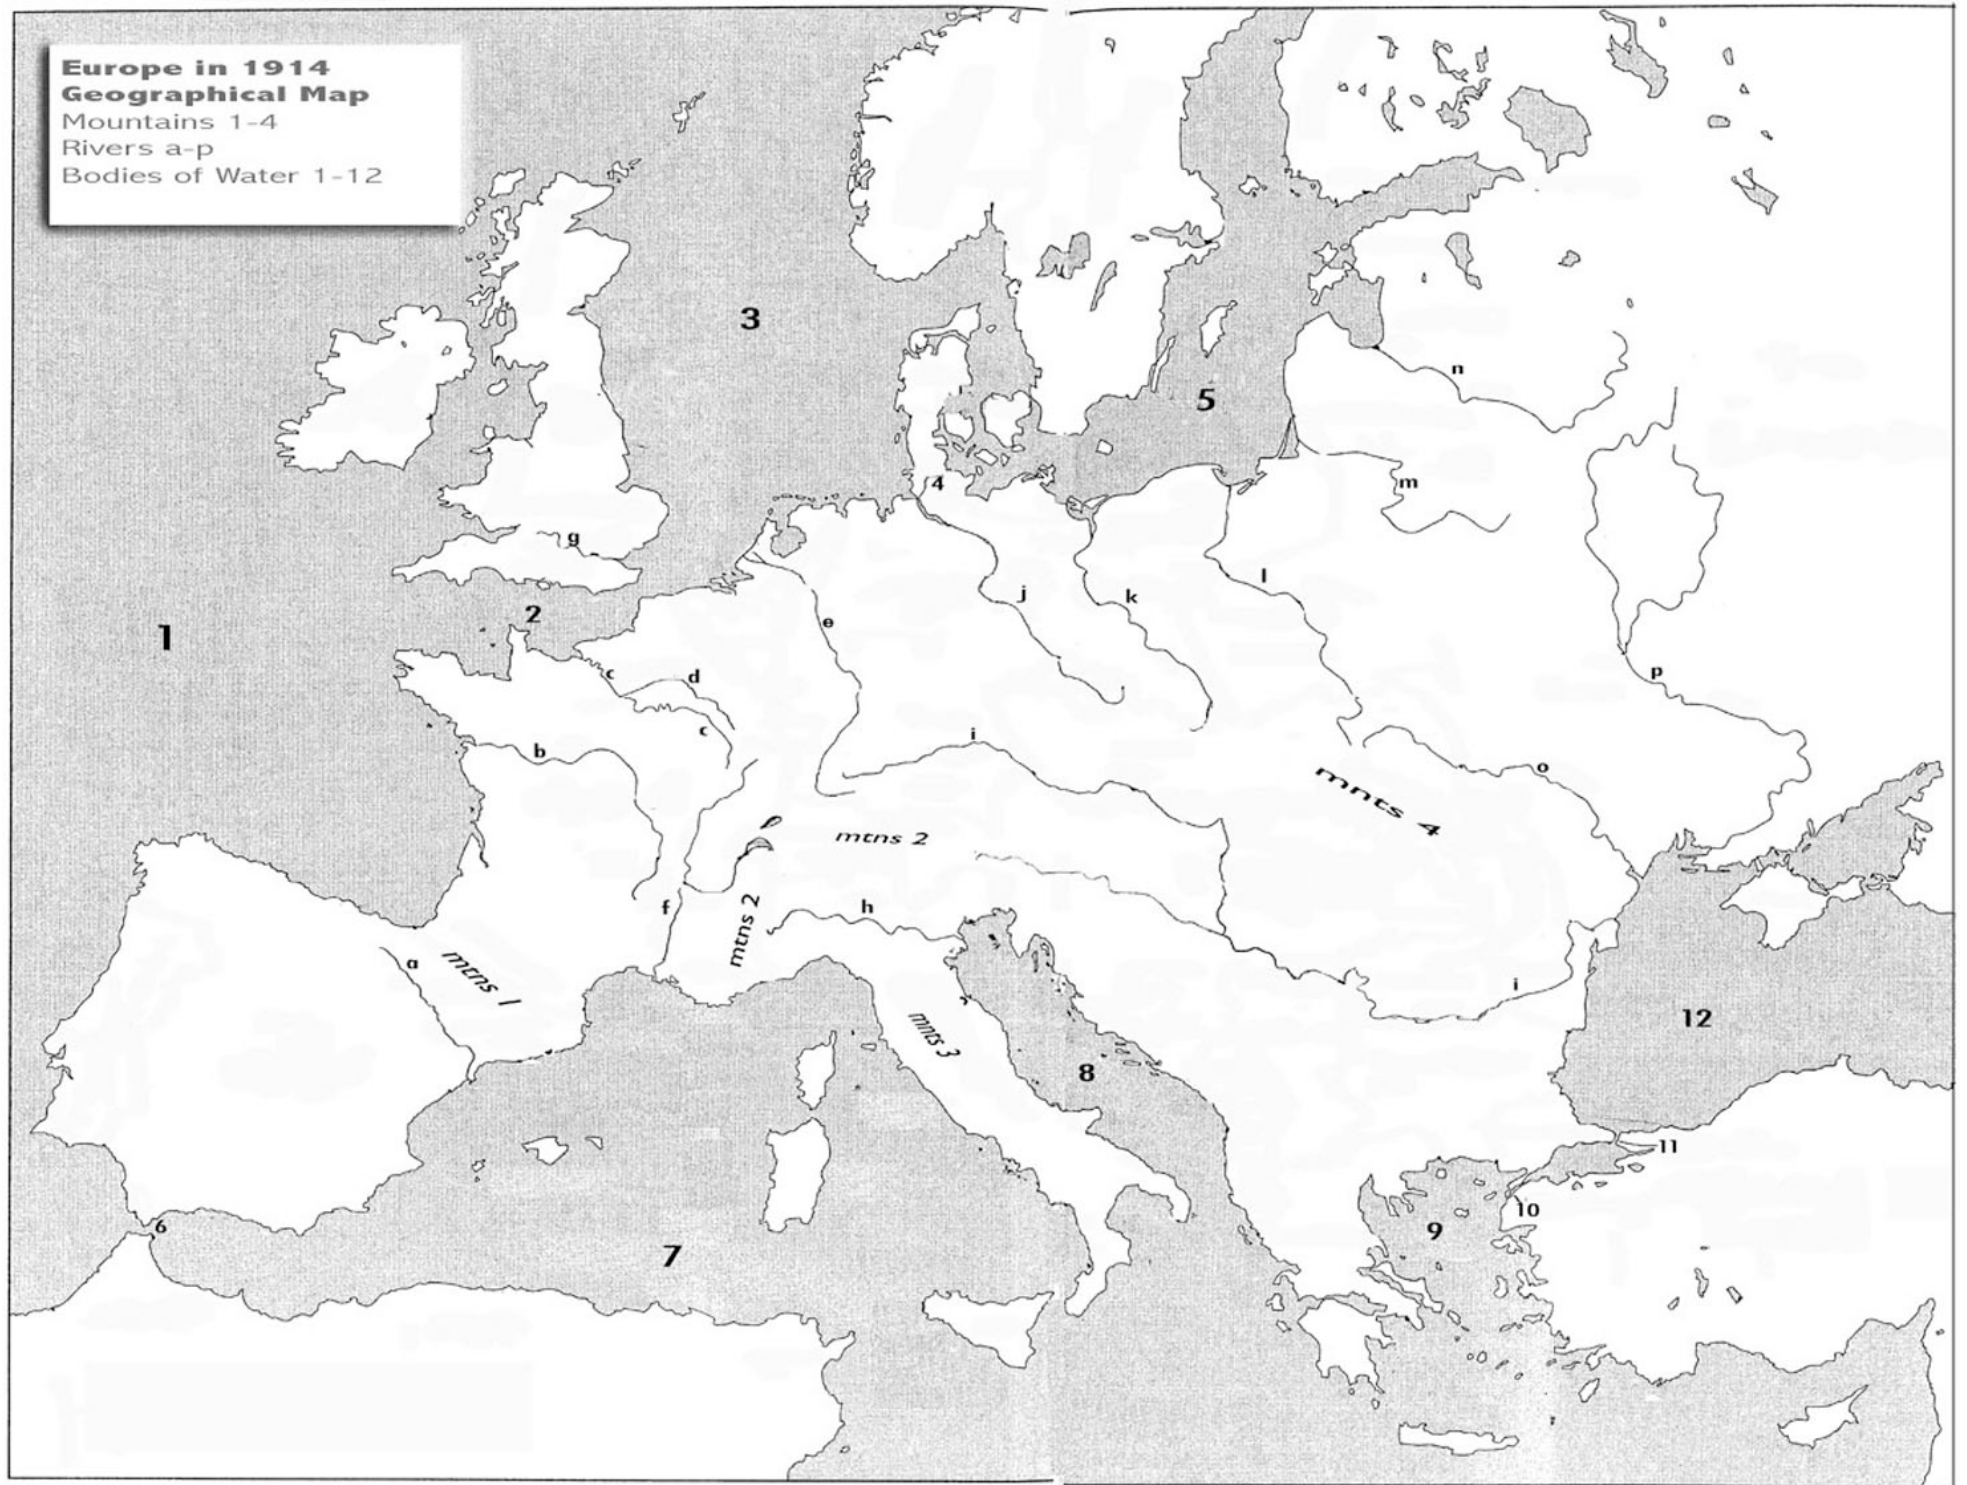 Europe in 1914
Geographical Map
Mountains 1-4
Rivers a-p
Bodies of Water 1-12
3
n
5
4
m
g
l
j
k
1
2
e
c
d
p
c
i
b
o
mnts 4
mtns 2
f
h
mtns 2
a
mtns 1
i
12
mnts 3
8
11
10
6
9
7